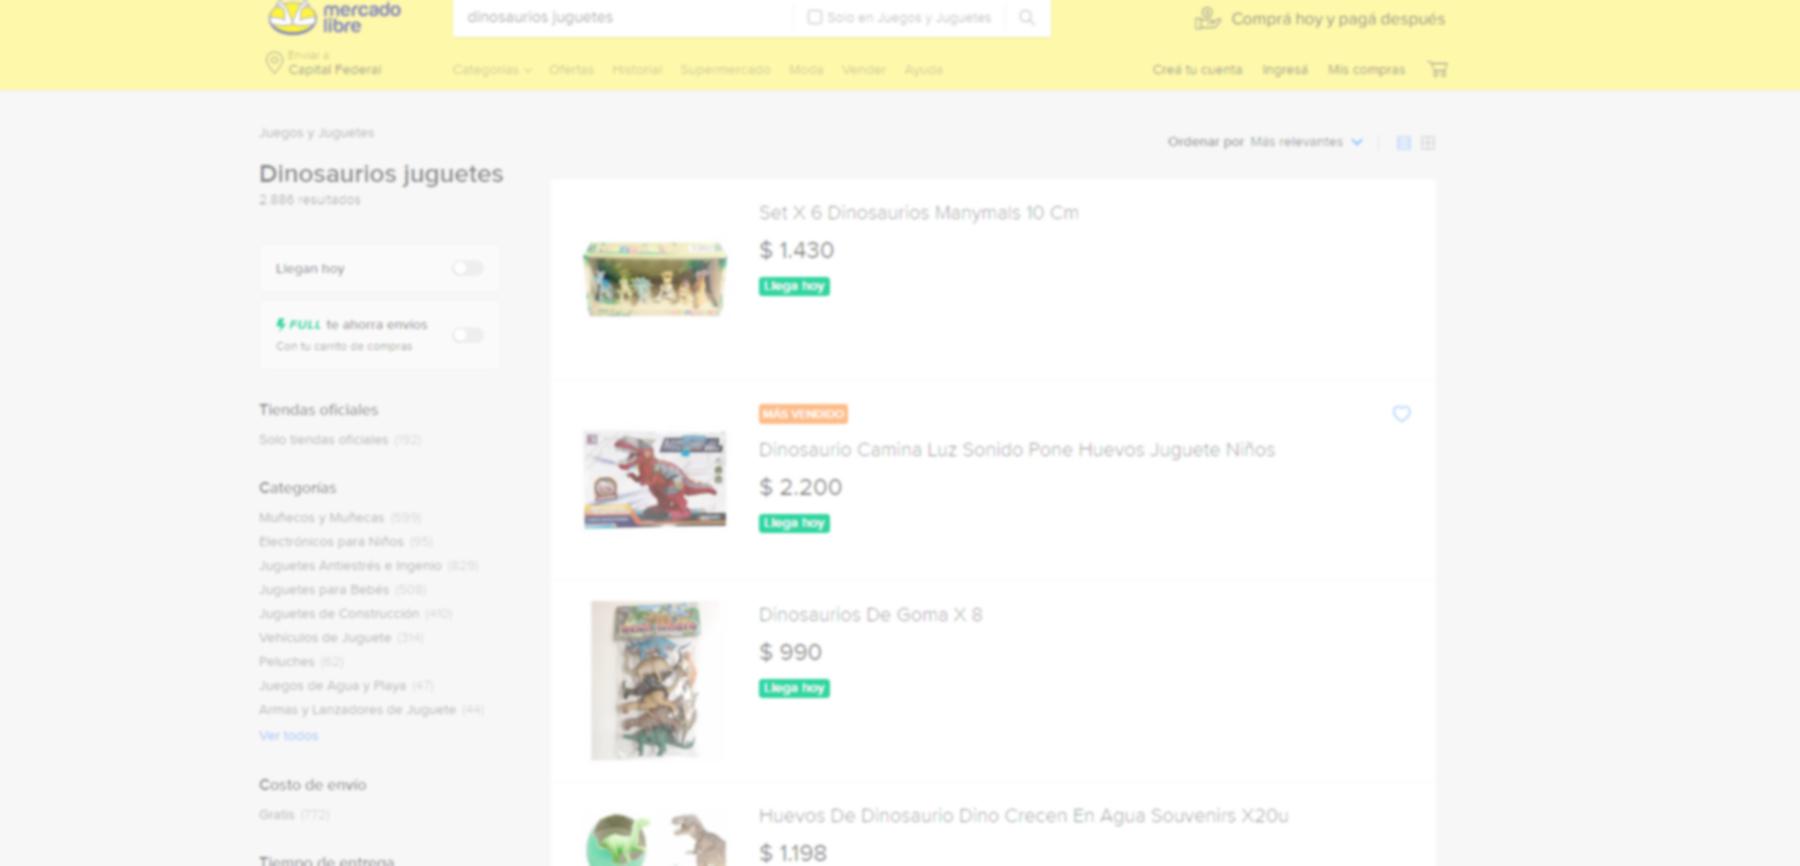 mercado
libre
dinosaurios juguetes
Solo en Juegos y Juguetes
Comprá hoy y pagá después
Enviar a
Capital Federal
Categorías
Ofertas
Historial
Supermercado
Moda
Vender
Ayuda
Creá tu cuenta
Ingresá
Mis compras
Juegos y Juguetes
Dinosaurios juguetes
2.886 resultados
Ordenar por Más relevantes
Llegan hoy
FULL te ahorra envíos
Con tu carrito de compras
Tiendas oficiales
Solo tiendas oficiales (192)
Categorías
Muñecos y Muñecas (599)
Electrónicos para Niños (95)
Juguetes Antiestrés e Ingenio (829)
Juguetes para Bebés (508)
Juguetes de Construcción (410)
Vehículos de Juguete (314)
Peluches (62)
Juegos de Agua y Playa (47)
Armas y Lanzadores de Juguete (44)
Ver todos
Costo de envío
Gratis (772)
Tiempo de entrega
Set X 6 Dinosaurios Manymals 10 Cm
$ 1.430
Llega hoy
MÁS VENDIDO
Dinosaurio Camina Luz Sonido Pone Huevos Juguete Niños
$ 2.200
Llega hoy
Dinosaurios De Goma X 8
$ 990
Llega hoy
Huevos De Dinosaurio Dino Crecen En Agua Souvenirs X20u
$ 1.198